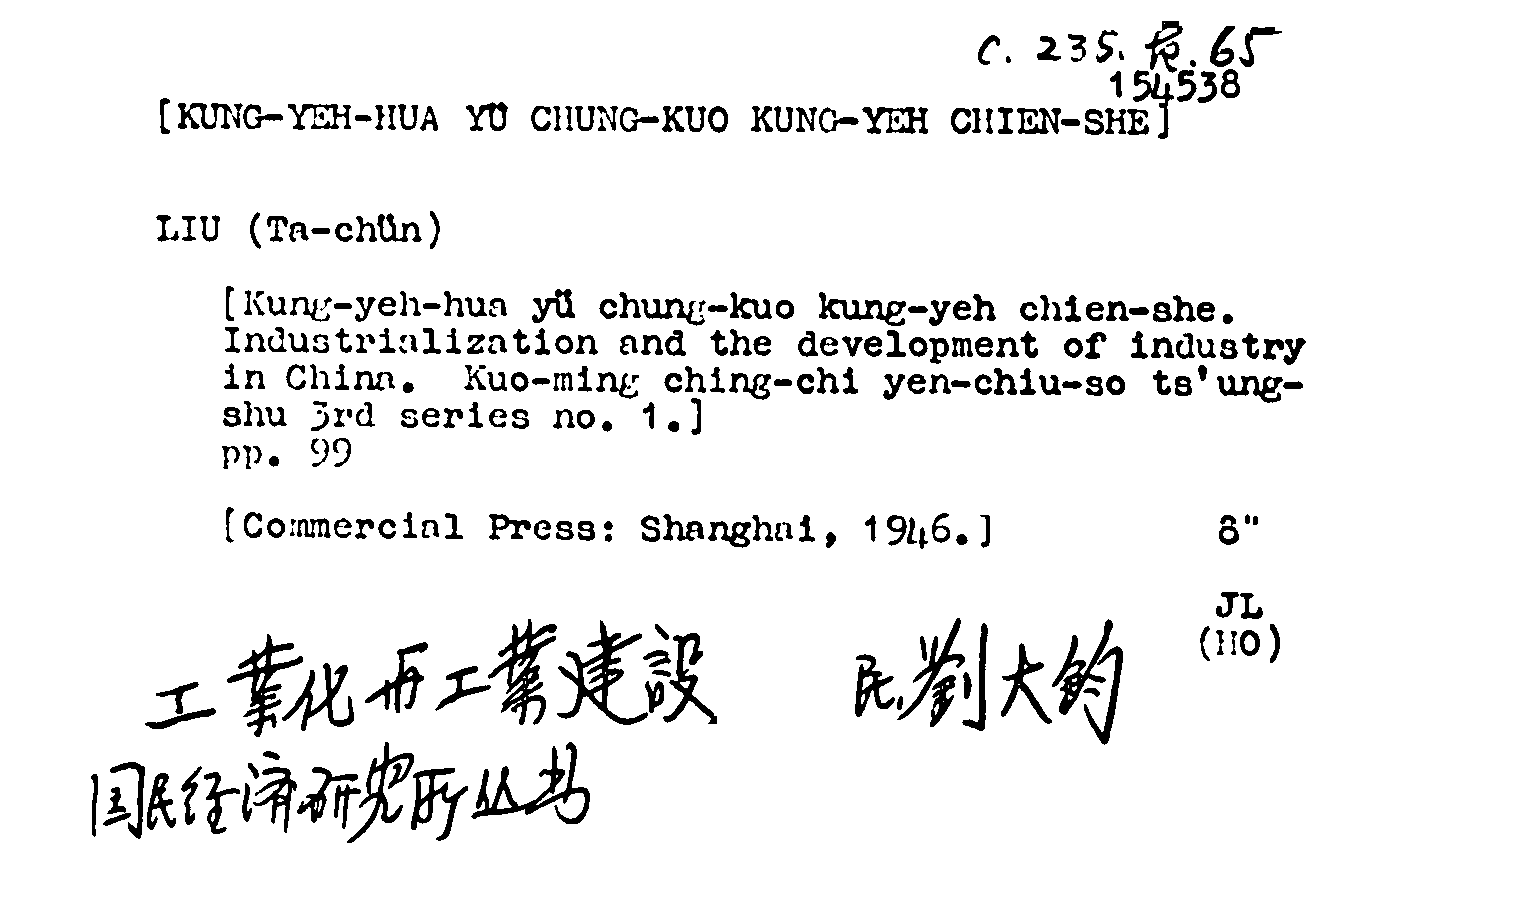 C. 235. .65
154538
[KUNG-YEH-HUA YÜ CHUNG-KUO KUNG-YEH CHIEN-SHE]
LIU (Ta-chün)
[Kung-yeh-hua yü chung-kuo kung-yeh chien-she.
Industrialization and the development of industry
in China. Kuo-ming ching-chi yen-chiu-so ts'ung-
shu 3rd series no. 1.]
pp. 99
[Commercial Press: Shanghai, 1946.] 8"
JL
(HO)
工業化 工業建設 民.劉大鈞
国民经济研究所丛书